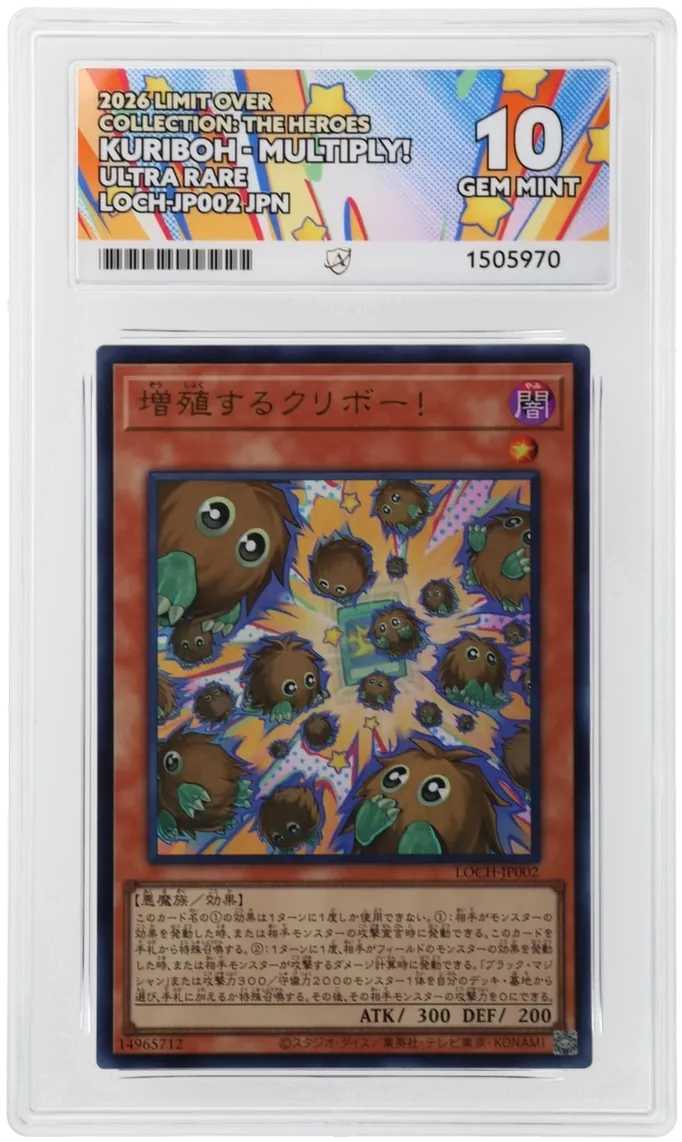 2026 LIMIT OVER
COLLECTION: THE HEROES
KURIBOH - MULTIPLY!
ULTRA RARE
LOCH-JP002 JPN
10
GEM MINT
1505970
増殖するクリボー!
闇
LOCH-JP002
【悪魔族/効果】
このカード名の①の効果は1ターンに1度しか使用できない。①:相手がモンスターの
効果を発動した時、または相手モンスターの攻撃宣言時に発動できる。このカードを
手札から特殊召喚する。②:1ターンに1度、相手がフィールドのモンスターの効果を発動
した時、または相手モンスターが攻撃するダメージ計算時に発動できる。「ブラック・マジ
シャン」または攻撃力300/守備力200のモンスター1体を自分のデッキ・墓地から
選び、手札に加えるか特殊召喚する。その後、その相手モンスターの攻撃力を0にできる。
ATK/ 300 DEF/ 200
14965712
©スタジオ・ダイス/集英社・テレビ東京・KONAMI